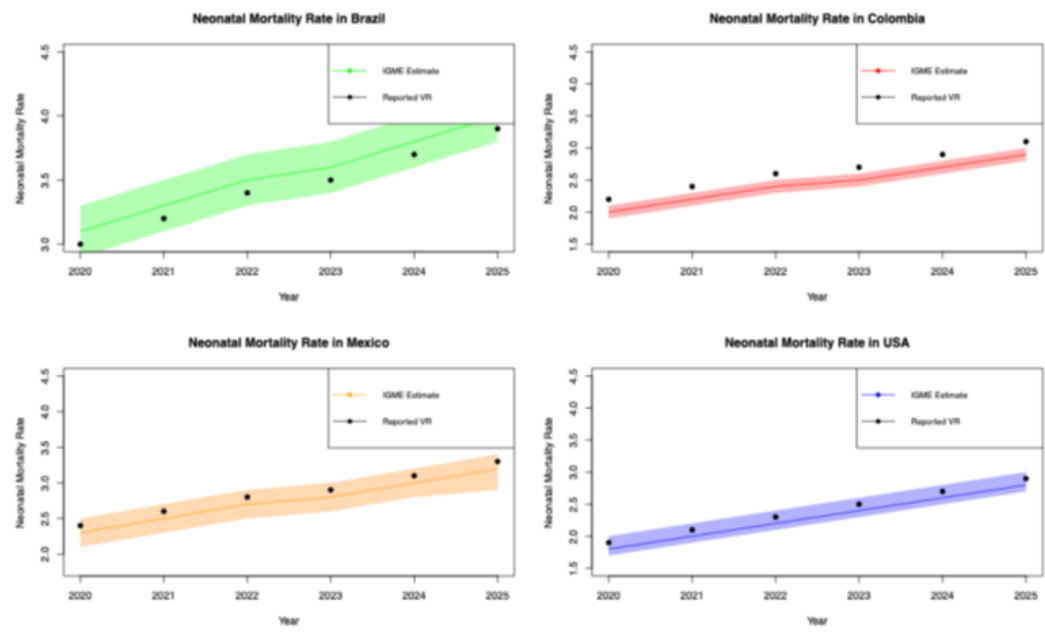 Neonatal Mortality Rate in Brazil
Neonatal Mortality Rate
4.5
4.0
3.5
3.0
IGME Estimate
Reported VR
2020 2021 2022 2023 2024 2025
Year
Neonatal Mortality Rate in Colombia
Neonatal Mortality Rate
4.5
4.0
3.5
3.0
2.5
2.0
1.5
IGME Estimate
Reported VR
2020 2021 2022 2023 2024 2025
Year
Neonatal Mortality Rate in Mexico
Neonatal Mortality Rate
4.5
4.0
3.5
3.0
2.5
2.0
IGME Estimate
Reported VR
2020 2021 2022 2023 2024 2025
Year
Neonatal Mortality Rate in USA
Neonatal Mortality Rate
4.5
4.0
3.5
3.0
2.5
2.0
1.5
IGME Estimate
Reported VR
2020 2021 2022 2023 2024 2025
Year